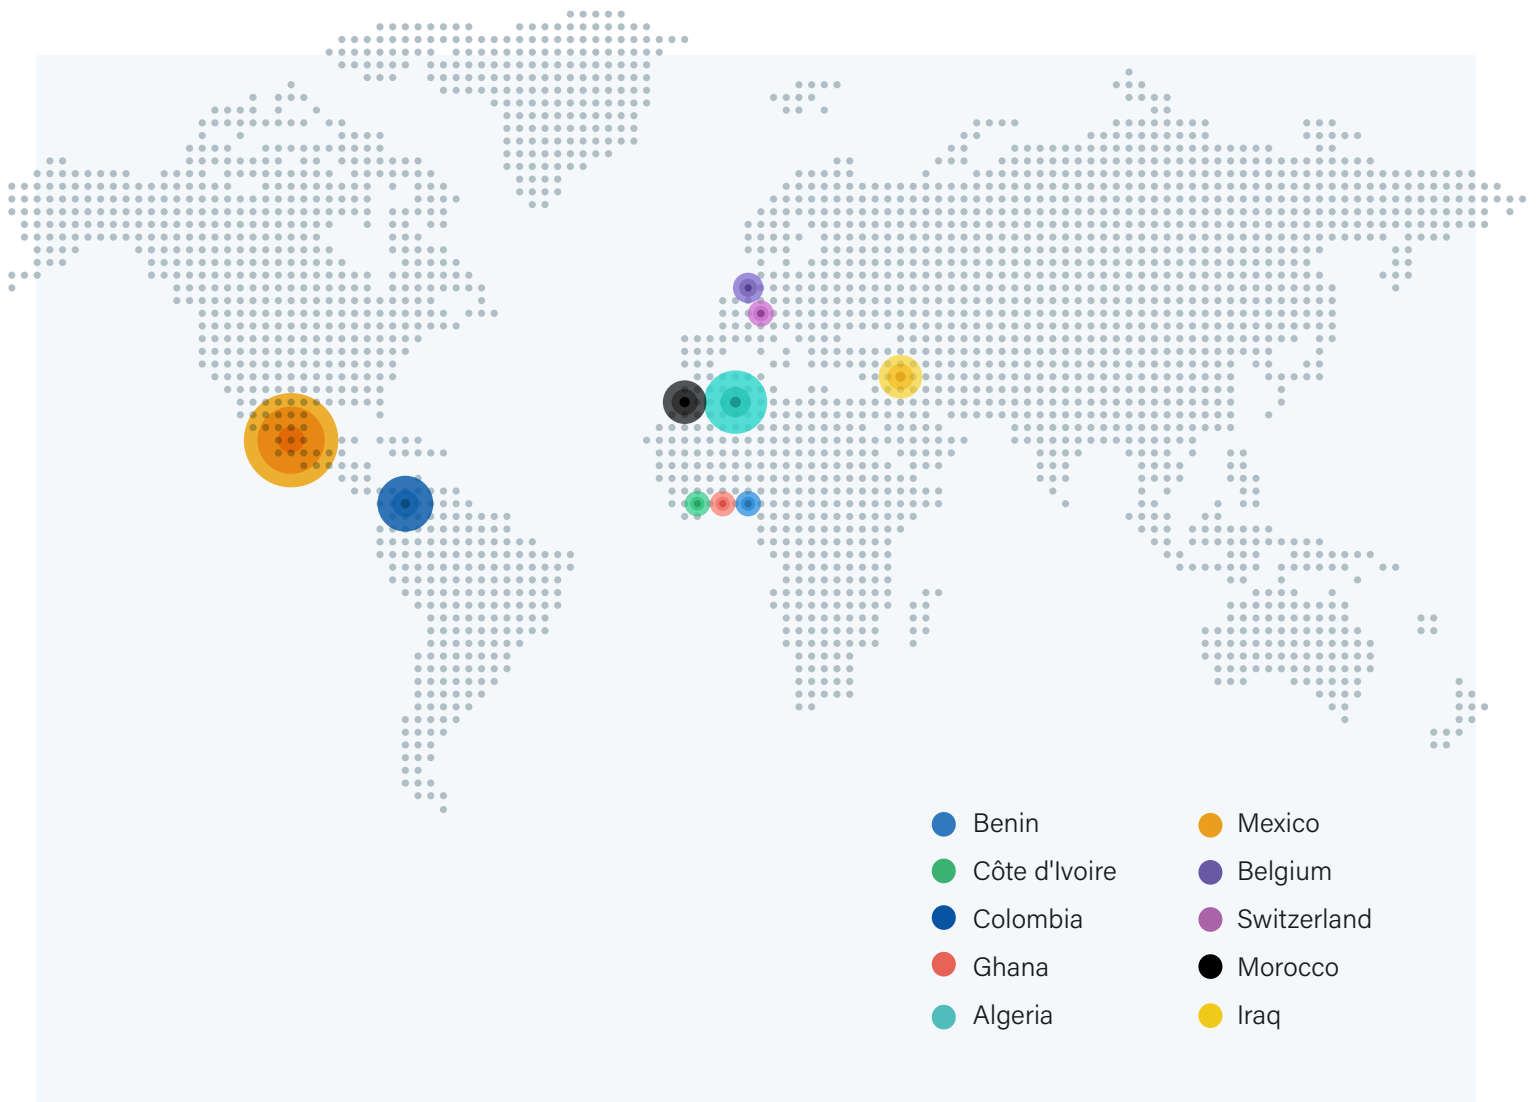 Benin
Côte d'Ivoire
Colombia
Ghana
Algeria
Mexico
Belgium
Switzerland
Morocco
Iraq